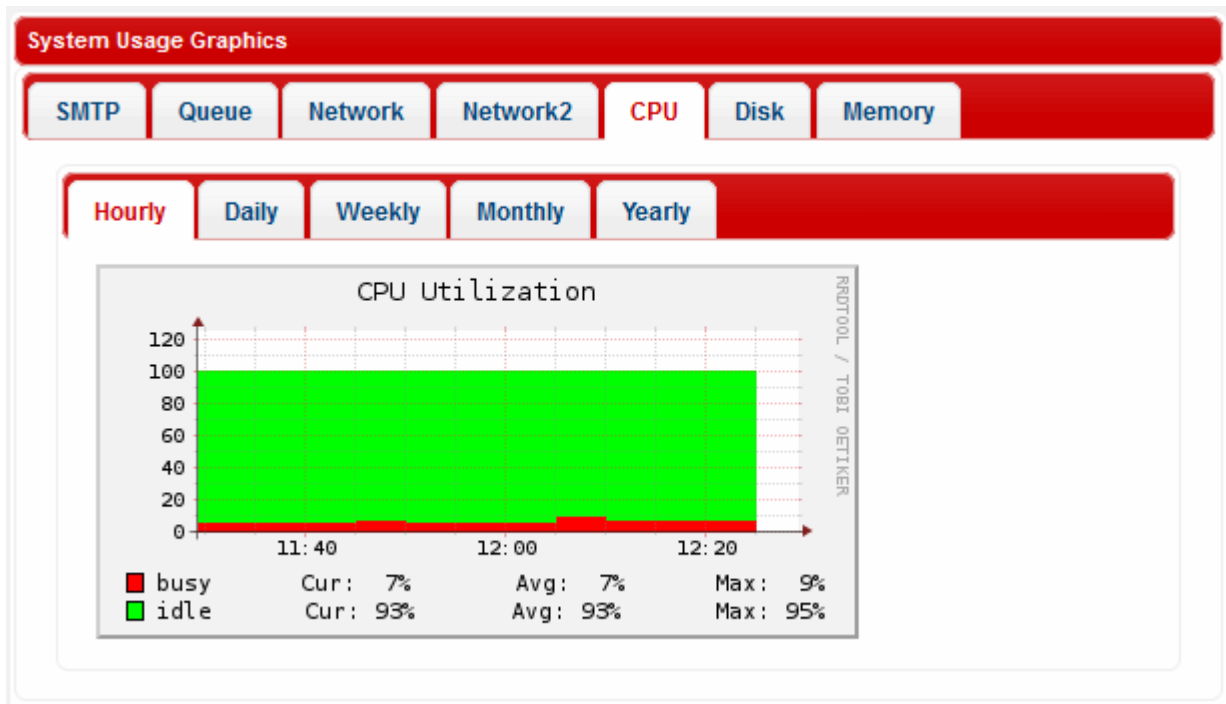 System Usage Graphics
SMTP Queue Network Network2 CPU Disk Memory
Hourly Daily Weekly Monthly Yearly
CPU Utilization
RRDTOOL / TOBI OETIKER
120
100
80
60
40
20
0
11:40 12:00 12:20
busy Cur: 7% Avg: 7% Max: 9%
idle Cur: 93% Avg: 93% Max: 95%